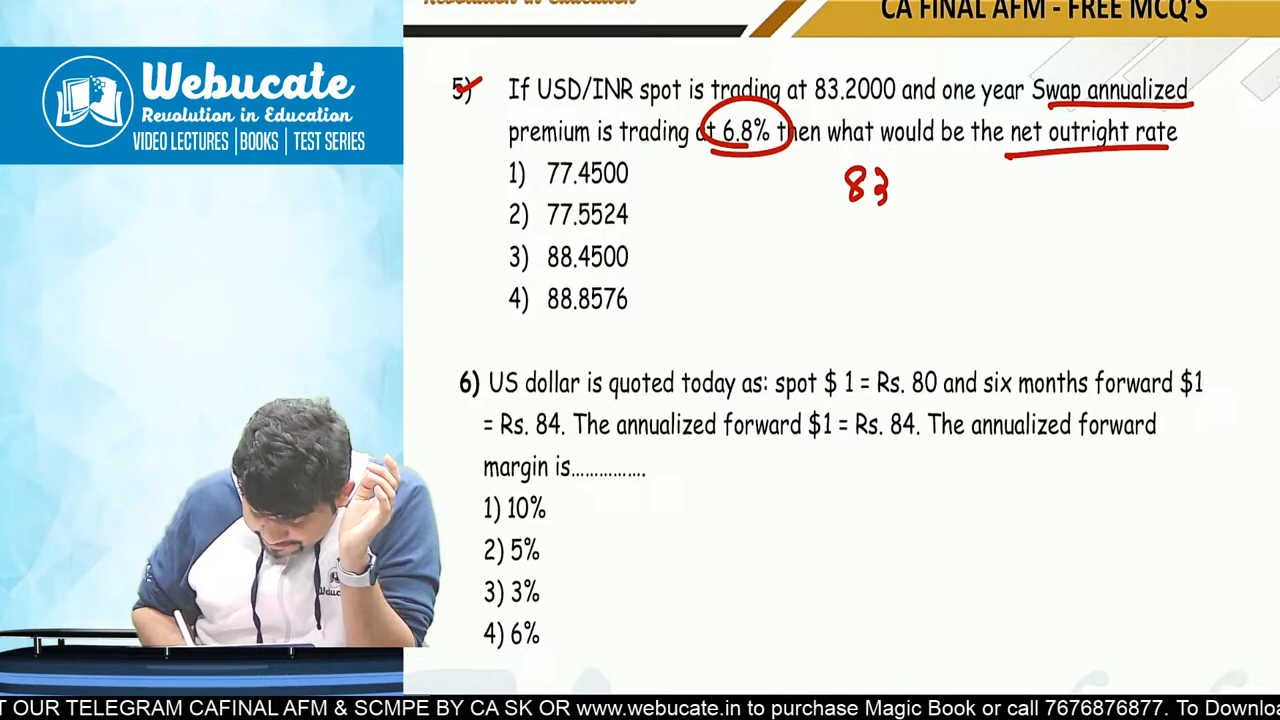 Revolution in Education
CA FINAL AFM - FREE MCQ'S
Webucate
Revolution in Education
VIDEO LECTURES | BOOKS | TEST SERIES
5) If USD/INR spot is trading at 83.2000 and one year Swap annualized
premium is trading at 6.8% then what would be the net outright rate
1) 77.4500
83
2) 77.5524
3) 88.4500
4) 88.8576
6) US dollar is quoted today as: spot $ 1 = Rs. 80 and six months forward $1
= Rs. 84. The annualized forward $1 = Rs. 84. The annualized forward
margin is...............
1) 10%
2) 5%
3) 3%
4) 6%
T OUR TELEGRAM CAFINAL AFM & SCMPE BY CA SK OR www.webucate.in to purchase Magic Book or call 7676876877. To Downloa